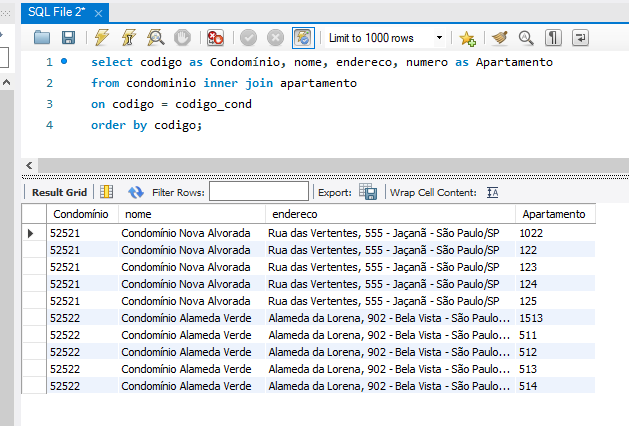 SQL File 2* ×
Limit to 1000 rows
1 select codigo as Condomínio, nome, endereco, numero as Apartamento
2 from condominio inner join apartamento
3 on codigo = codigo_cond
4 order by codigo;
Result Grid Filter Rows: Export: Wrap Cell Content: IA
Condomínio nome endereco Apartamento
52521 Condomínio Nova Alvorada Rua das Vertentes, 555 - Jaçanã - São Paulo/SP 1022
52521 Condomínio Nova Alvorada Rua das Vertentes, 555 - Jaçanã - São Paulo/SP 122
52521 Condomínio Nova Alvorada Rua das Vertentes, 555 - Jaçanã - São Paulo/SP 123
52521 Condomínio Nova Alvorada Rua das Vertentes, 555 - Jaçanã - São Paulo/SP 124
52521 Condomínio Nova Alvorada Rua das Vertentes, 555 - Jaçanã - São Paulo/SP 125
52522 Condomínio Alameda Verde Alameda da Lorena, 902 - Bela Vista - São Paulo... 1513
52522 Condomínio Alameda Verde Alameda da Lorena, 902 - Bela Vista - São Paulo... 511
52522 Condomínio Alameda Verde Alameda da Lorena, 902 - Bela Vista - São Paulo... 512
52522 Condomínio Alameda Verde Alameda da Lorena, 902 - Bela Vista - São Paulo... 513
52522 Condomínio Alameda Verde Alameda da Lorena, 902 - Bela Vista - São Paulo... 514